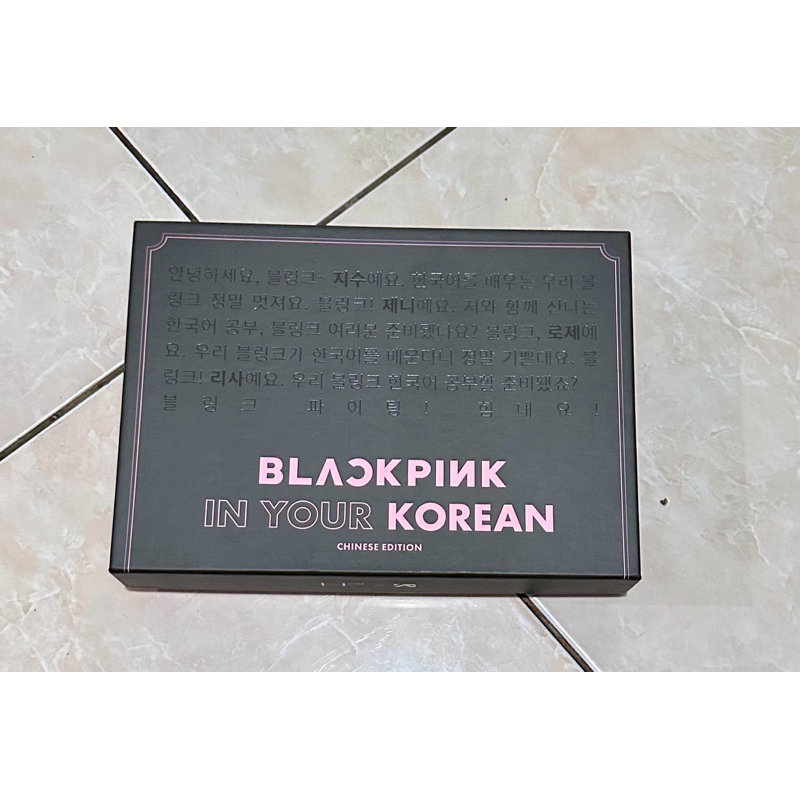 안녕하세요, 블링크~ 지수예요. 한국어를 배우는 우리 블
링크 정말 멋져요. 블링크! 제니예요. 저와 함께 신나는
한국어 공부, 블링크 여러분 준비됐나요? 블링크, 로제예
요. 우리 블링크가 한국어를 배운다니 정말 기쁜데요. 블
링크! 리사예요. 우리 블링크 한국어 공부할 준비됐죠?
블링크 파이팅! 힘내요!
BLACKPINK
IN YOUR KOREAN
CHINESE EDITION